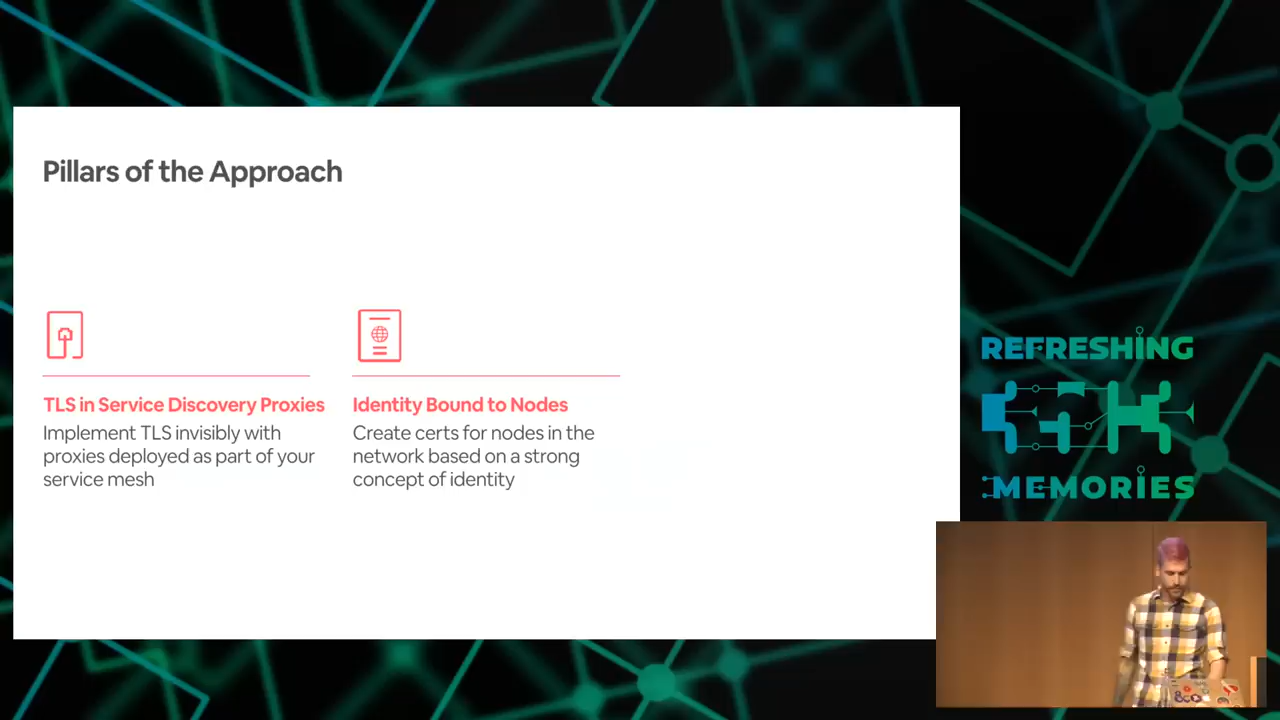 Pillars of the Approach
TLS in Service Discovery Proxies
Implement TLS invisibly with
proxies deployed as part of your
service mesh
Identity Bound to Nodes
Create certs for nodes in the
network based on a strong
concept of identity
REFRESHING
MEMORIES